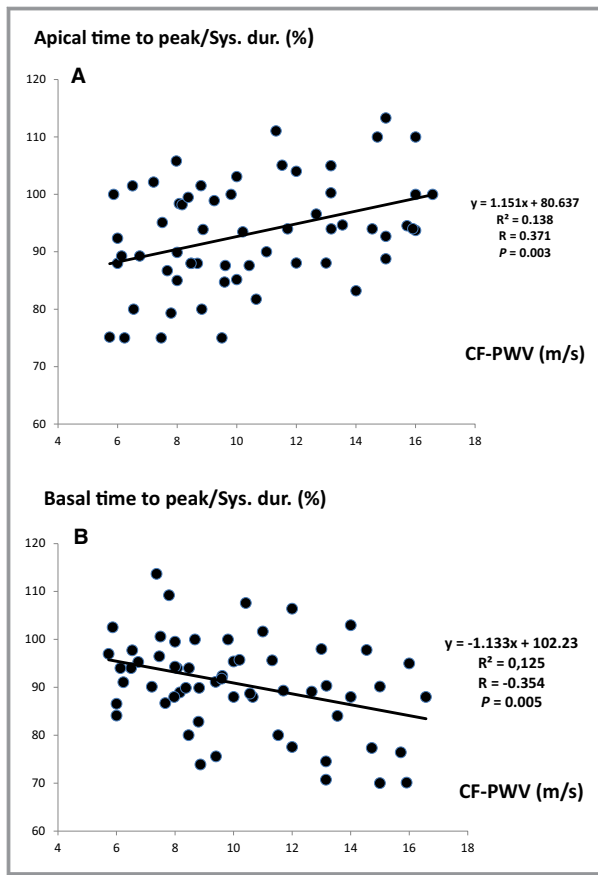 Apical time to peak/Sys. dur. (%)
A
120
110
100
90
80
70
60
4 6 8 10 12 14 16 18
y = 1.151x + 80.637
R² = 0.138
R = 0.371
P = 0.003
CF-PWV (m/s)
Basal time to peak/Sys. dur. (%)
B
120
110
100
90
80
70
60
4 6 8 10 12 14 16 18
y = -1.133x + 102.23
R² = 0,125
R = -0.354
P = 0.005
CF-PWV (m/s)